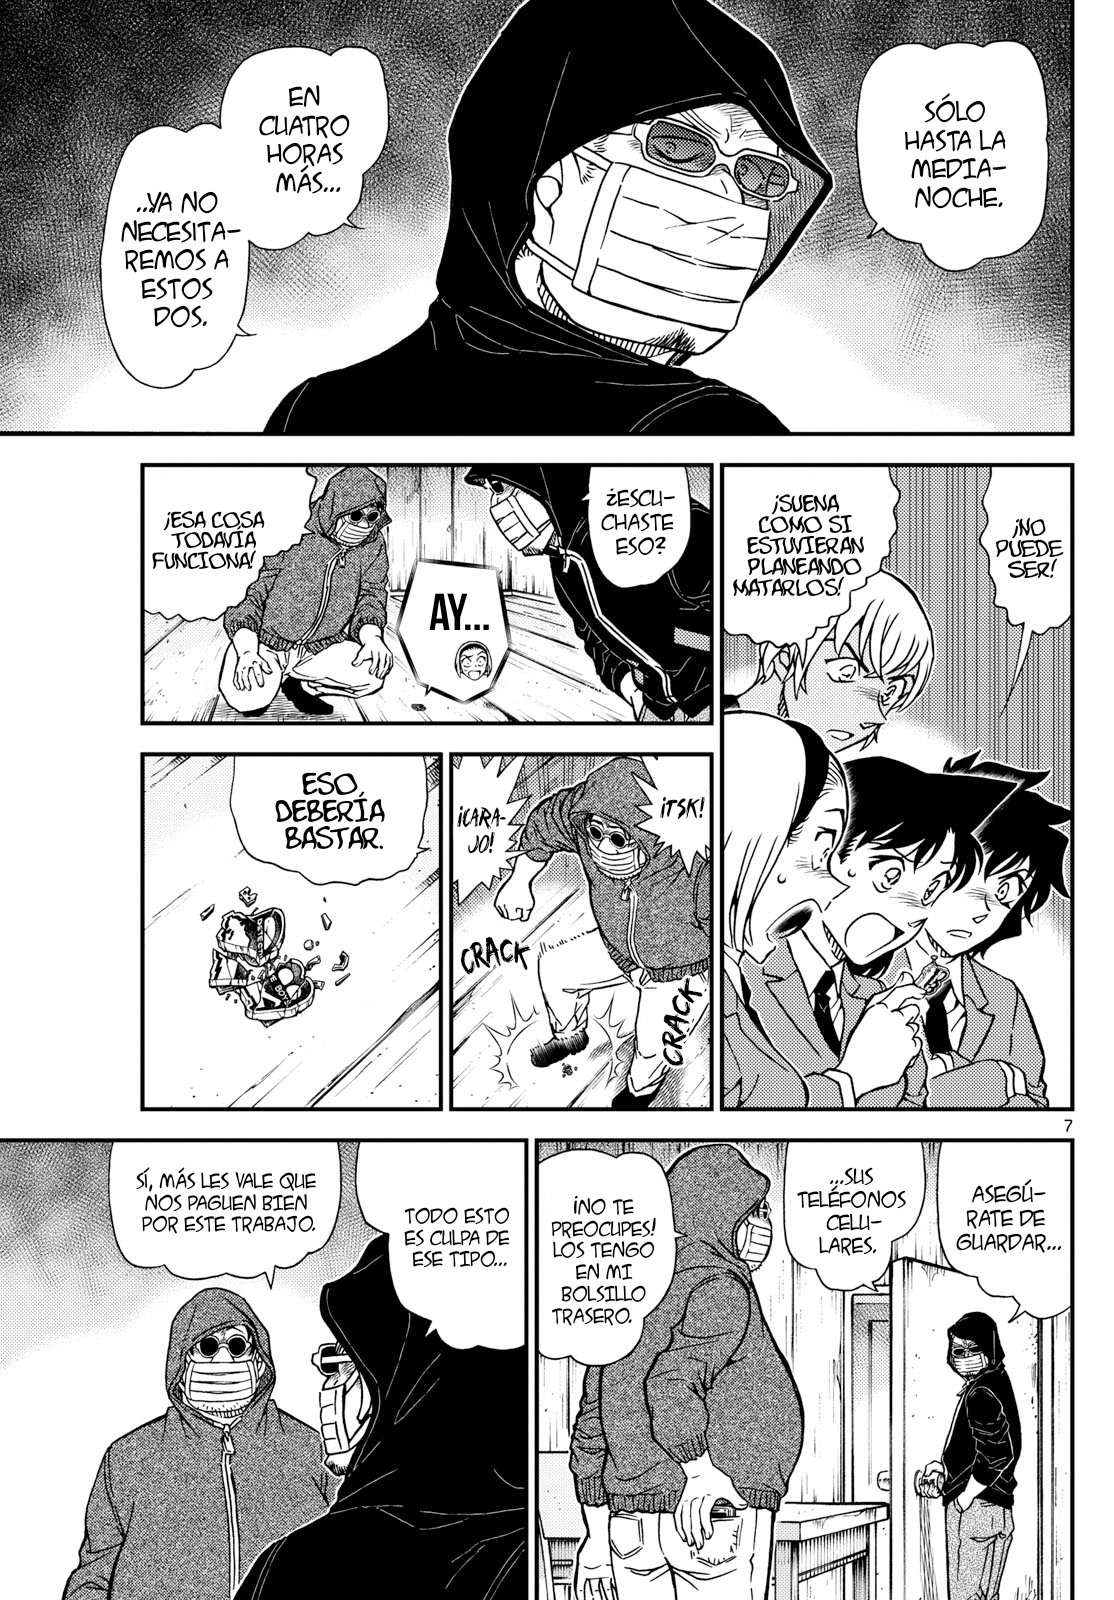 SÓLO
HASTA LA
MEDIA-
NOCHE.
EN
CUATRO
HORAS
MÁS...
...YA NO
NECESITA-
REMOS A
ESTOS
DOS.
¡NO
PUEDE
SER!
¡SUENA
COMO SI
ESTUVIERAN
PLANEANDO
MATARLOS!
¿ESCU-
CHASTE
ESO?
AY...
¡ESA COSA
TODAVÍA
FUNCIONA!
¡TSK!
¡CARA-
JO!
CRACK
CRACK
ESO
DEBERÍA
BASTAR.
7
ASEGÚ-
RATE DE
GUARDAR...
...SUS
TELÉFONOS
CELU-
LARES.
¡NO TE
PREOCUPES!
LOS TENGO
EN MI
BOLSILLO
TRASERO.
TODO ESTO
ES CULPA DE
ESE TIPO...
SÍ, MÁS LES VALE QUE
NOS PAGUEN BIEN
POR ESTE TRABAJO.